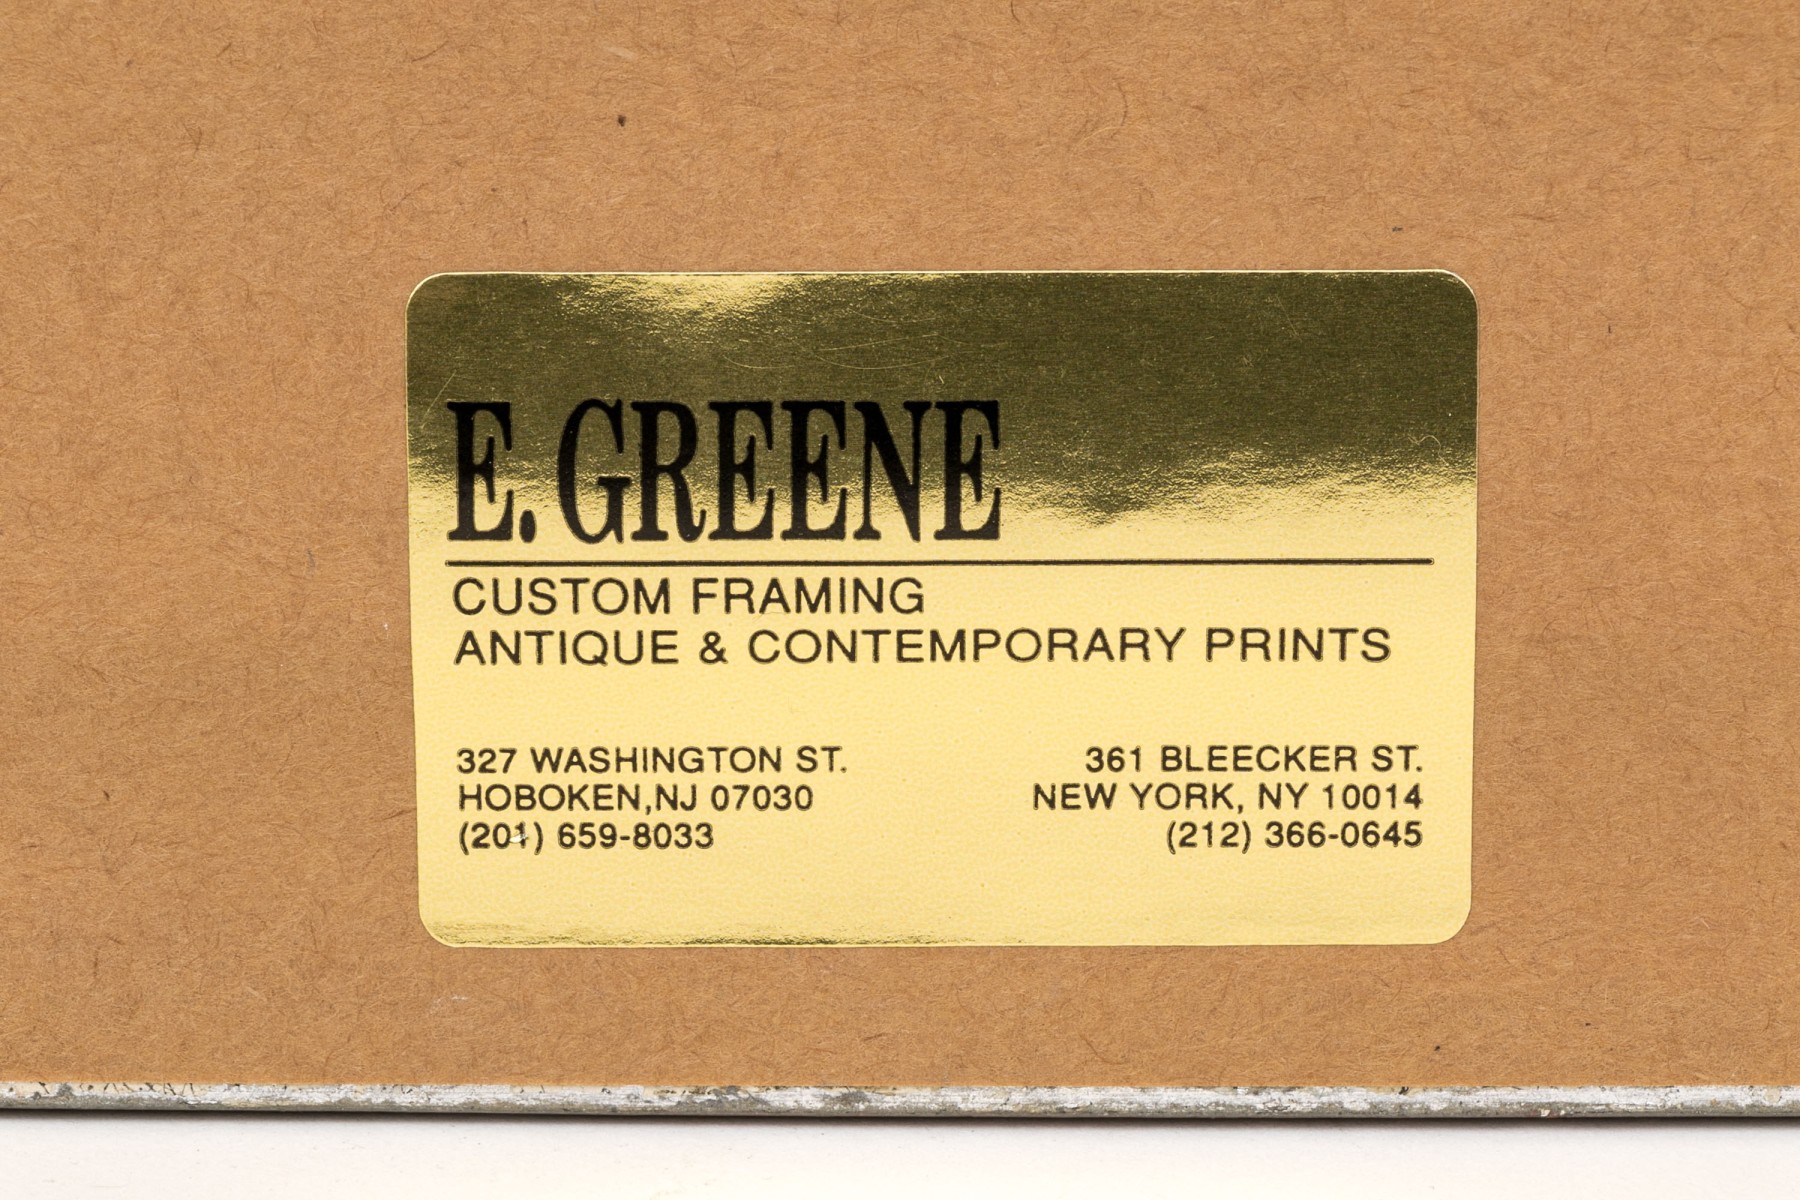 E. GREENE
CUSTOM FRAMING
ANTIQUE & CONTEMPORARY PRINTS
327 WASHINGTON ST.
HOBOKEN,NJ 07030
(201) 659-8033
361 BLEECKER ST.
NEW YORK, NY 10014
(212) 366-0645